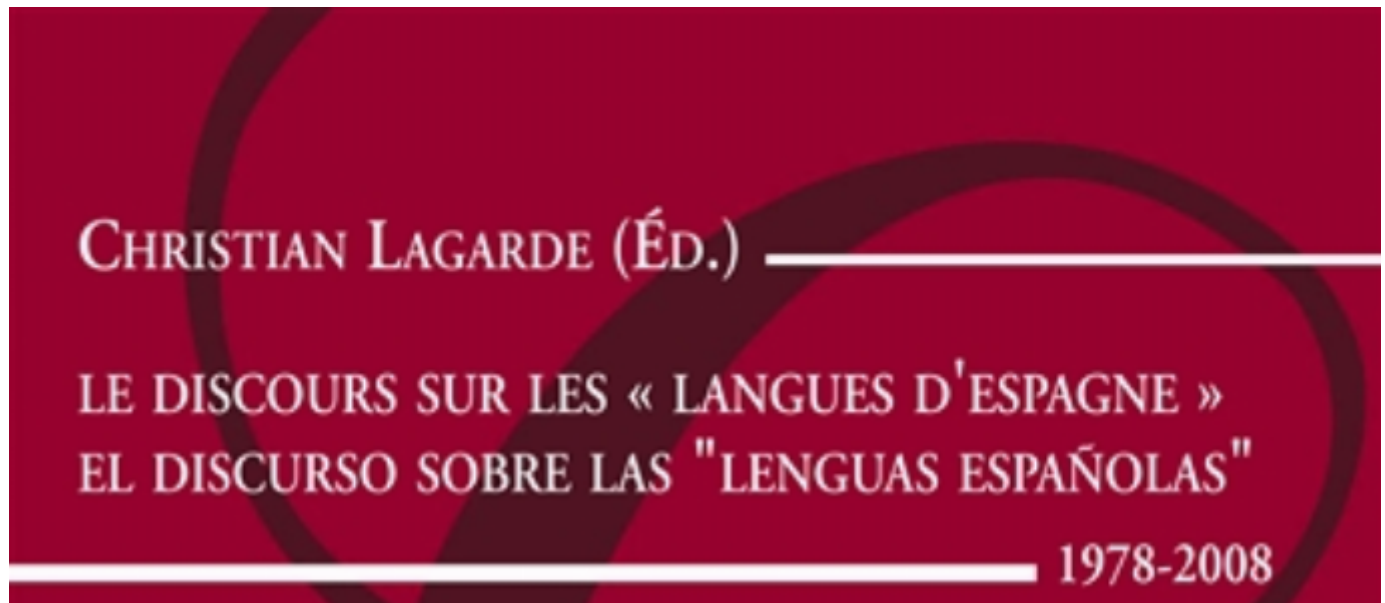 CHRISTIAN LAGARDE (ÉD.)
LE DISCOURS SUR LES « LANGUES D'ESPAGNE »
EL DISCURSO SOBRE LAS "LENGUAS ESPAÑOLAS"
1978-2008